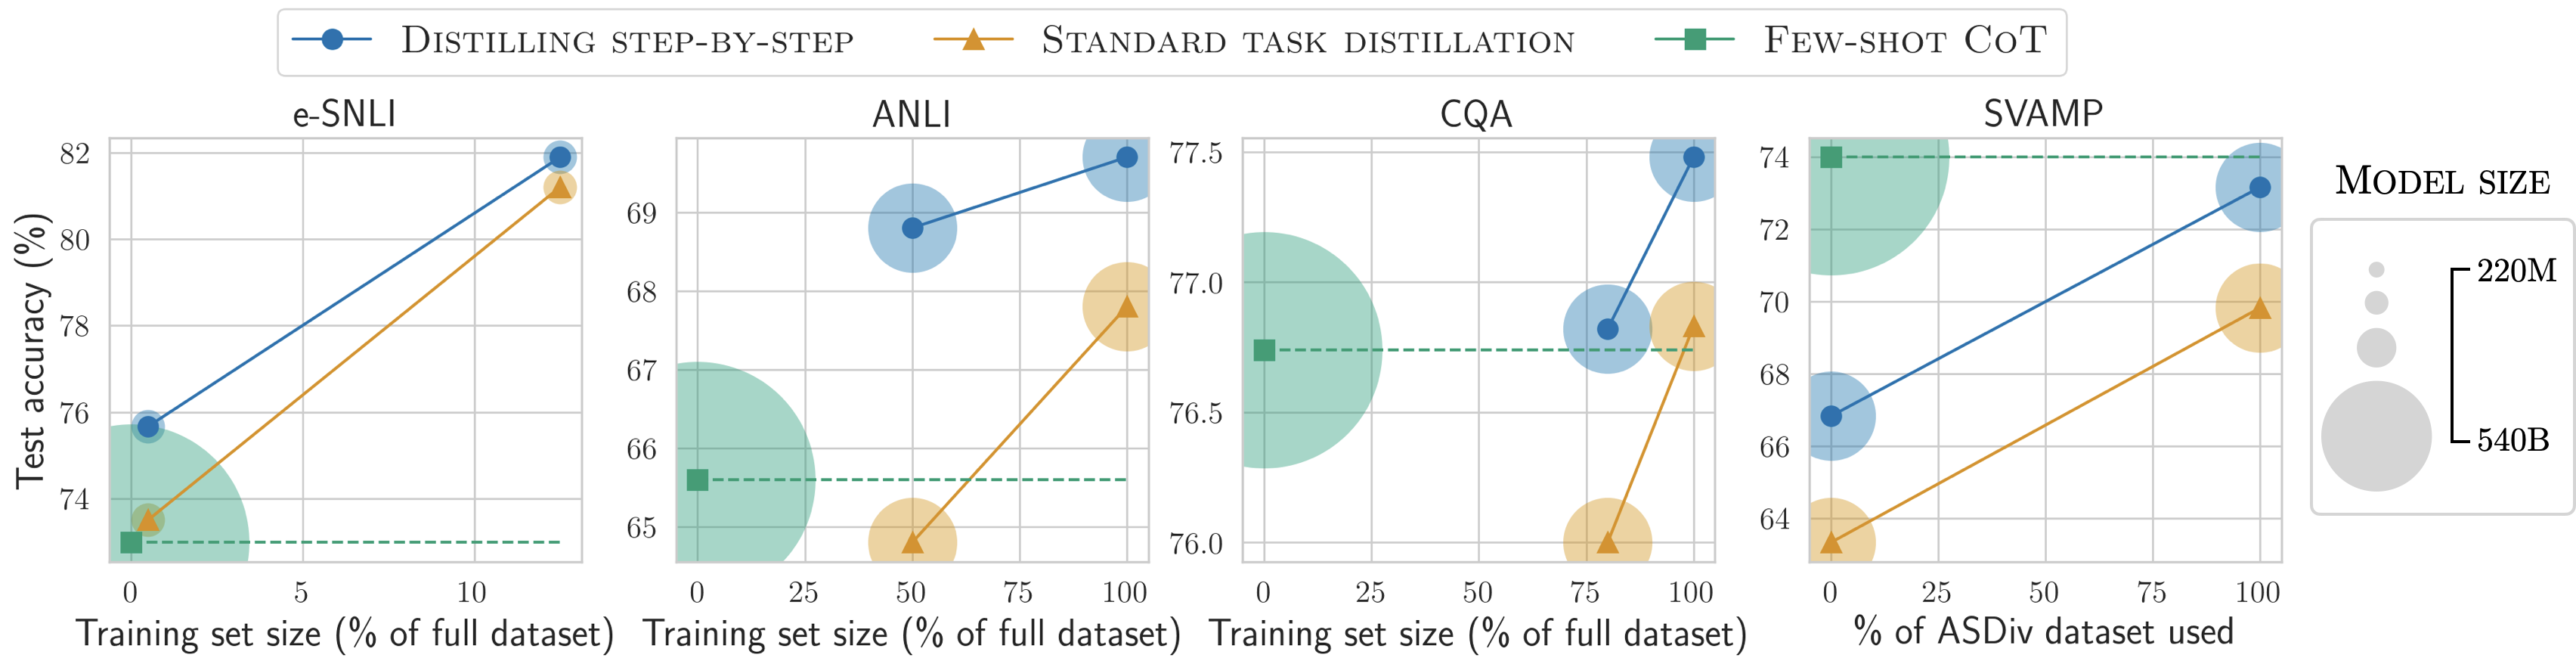 DISTILLING STEP-BY-STEP STANDARD TASK DISTILLATION FEW-SHOT COT
e-SNLI
ANLI
CQA
SVAMP
Test accuracy (%)
82
80
78
76
74
0 5 10
Training set size (% of full dataset)
69
68
67
66
65
0 25 50 75 100
Training set size (% of full dataset)
77.5
77.0
76.5
76.0
0 25 50 75 100
Training set size (% of full dataset)
74
72
70
68
66
64
0 25 50 75 100
% of ASDiv dataset used
MODEL SIZE
220M
540B